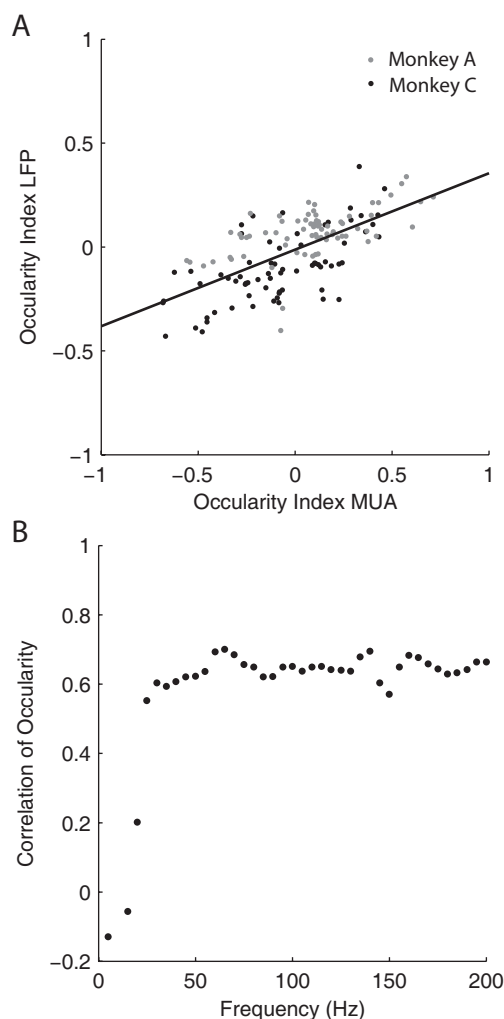 A
1
Monkey A
Monkey C
0.5
0
−0.5
−1
Occularity Index LFP
−1 −0.5 0 0.5 1
Occularity Index MUA
B
1
0.8
0.6
0.4
0.2
0
−0.2
Correlation of Occularity
0 50 100 150 200
Frequency (Hz)